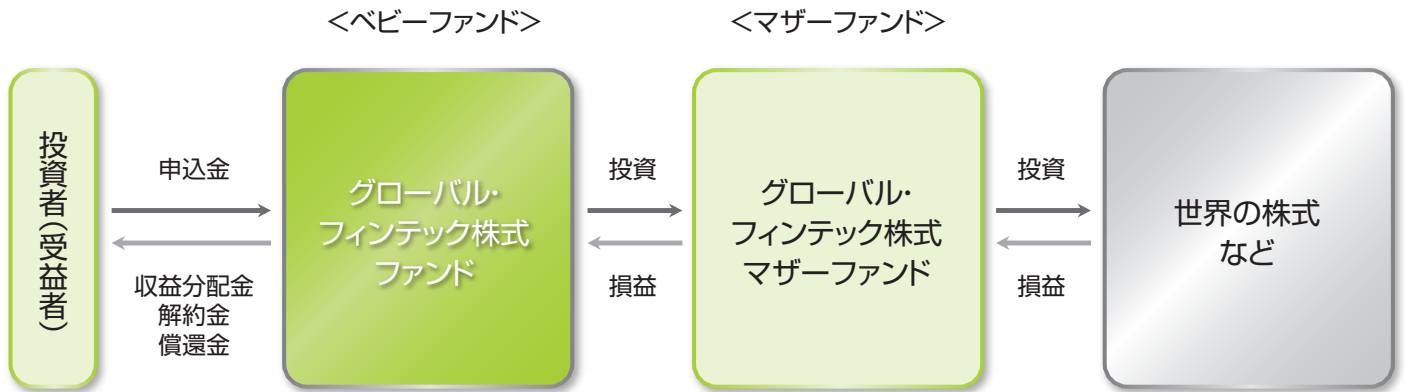 <ベビーファンド>
<マザーファンド>
投資者(受益者)
申込金
収益分配金
解約金
償還金
グローバル・
フィンテック株式
ファンド
投資
損益
グローバル・
フィンテック株式
マザーファンド
投資
損益
世界の株式
など